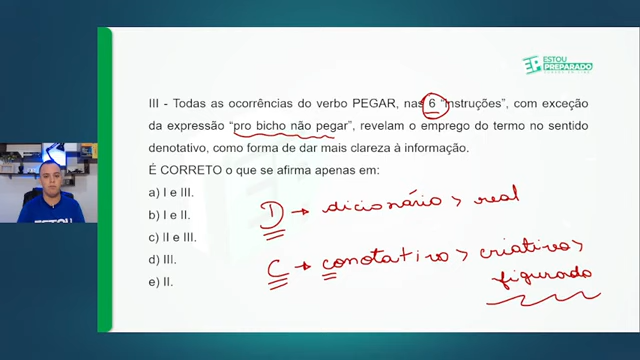 ESTOU
PREPARADO
III - Todas as ocorrências do verbo PEGAR, nas 6 “Instruções”, com exceção
da expressão “pro bicho não pegar”, revelam o emprego do termo no sentido
denotativo, como forma de dar mais clareza à informação.
É CORRETO o que se afirma apenas em:
a) I e III.
b) I e II.
c) II e III.
d) III.
e) II.
D → dicionário > real
C → conotativo > criativo >
figurado
ESTOU